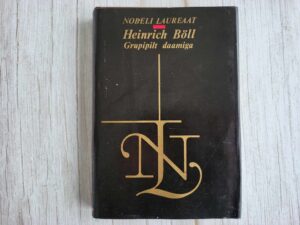 NOBELI LAUREAAT
Heinrich Böll
Grupipilt daamiga
NL